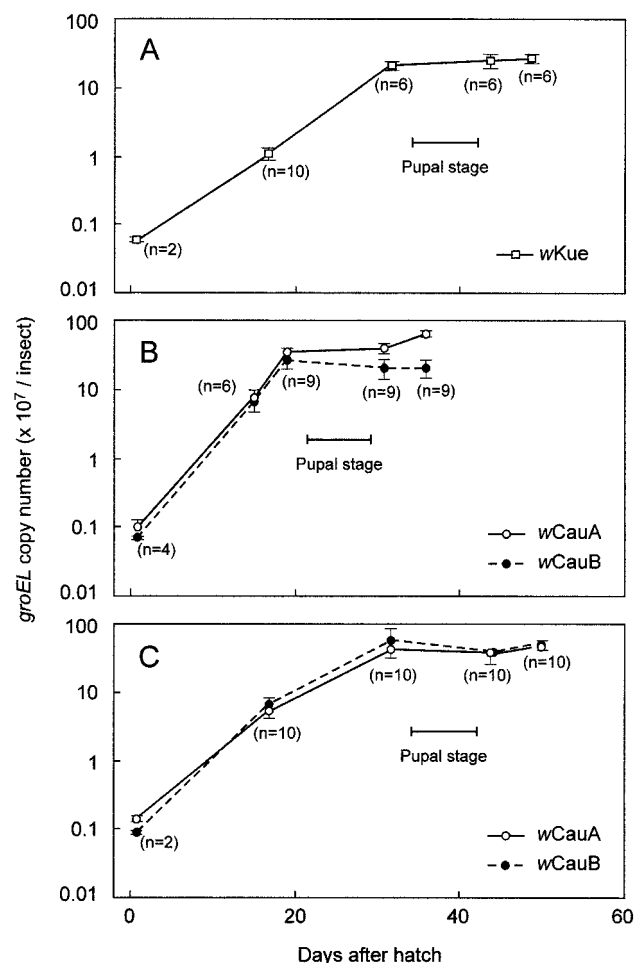 100
A
10
(n=6) (n=6) (n=6)
1
(n=10)
Pupal stage
0.1
(n=2)
wKue
0.01
groEL copy number (x 10⁷ / insect)
100
B
10
(n=6) (n=9) (n=9) (n=9)
1
Pupal stage
0.1
(n=4)
wCauA
wCauB
0.01
100
C
10
(n=10) (n=10) (n=10)
(n=10)
1
Pupal stage
0.1
(n=2)
wCauA
wCauB
0.01
0 20 40 60
Days after hatch